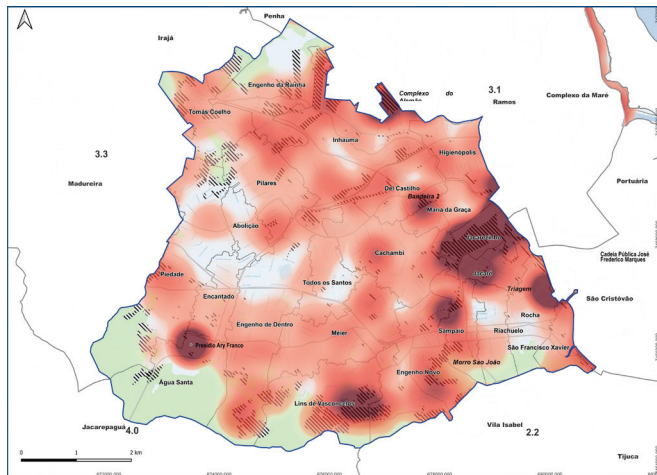 Penha
Irajá
Engenho da Rainha
3.1
Complexo do
Alemão
Ramos
Complexo da Maré
Tomás Coelho
Inhauma
Higienópolis
3.3
Madureira
Pilares
Del Castilho
Bandeira 2
Maria da Graça
Portuária
Abolição
Jacarezinho
Cachambi
Cadeia Pública José
Frederico Marques
Jacaré
Piedade
Todos os Santos
Triagem
São Cristóvão
Encantado
Rocha
Engenho de Dentro
Méier
Sampaio
Riachuelo
Presídio Ary Franco
São Francisco Xavier
Morro Sao João
Engenho Novo
Água Santa
Lins de Vasconcelos
Jacarepaguá
4.0
Vila Isabel
2.2
Tijuca
0 1 2 km